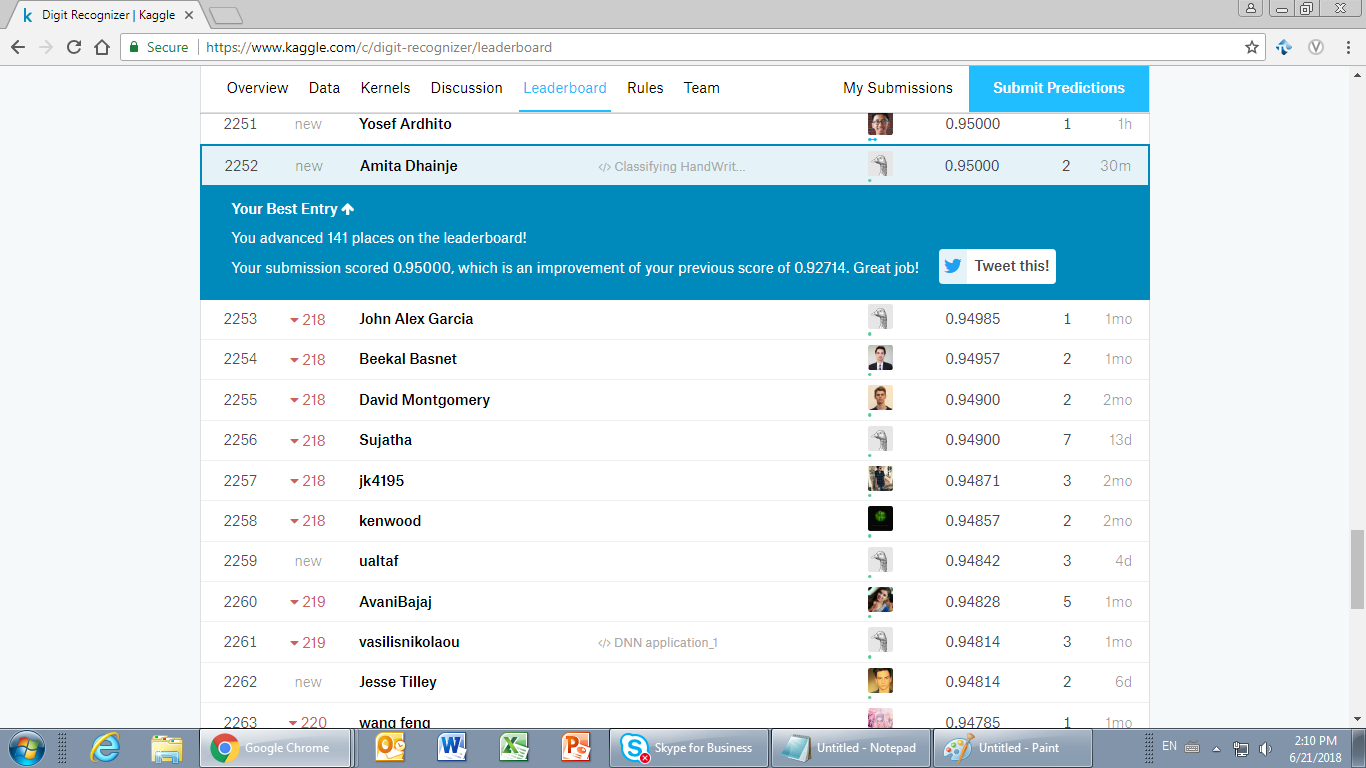 Digit Recognizer | Kaggle
Secure https://www.kaggle.com/c/digit-recognizer/leaderboard
Overview Data Kernels Discussion Leaderboard Rules Team My Submissions Submit Predictions
2251 new Yosef Ardhito 0.95000 1 1h
2252 new Amita Dhainje </> Classifying HandWrit... 0.95000 2 30m
Your Best Entry
You advanced 141 places on the leaderboard!
Your submission scored 0.95000, which is an improvement of your previous score of 0.92714. Great job! Tweet this!
2253 218 John Alex Garcia 0.94985 1 1mo
2254 218 Beekal Basnet 0.94957 2 1mo
2255 218 David Montgomery 0.94900 2 2mo
2256 218 Sujatha 0.94900 7 13d
2257 218 jk4195 0.94871 3 2mo
2258 218 kenwood 0.94857 2 2mo
2259 new ualtaf 0.94842 3 4d
2260 219 AvaniBajaj 0.94828 5 1mo
2261 219 vasilisnikolaou </> DNN application_1 0.94814 3 1mo
2262 new Jesse Tilley 0.94814 2 6d
2263 220 wang feng 0.94785 1 1mo
Google Chrome Skype for Business Untitled - Notepad Untitled - Paint EN 2:10 PM
6/21/2018